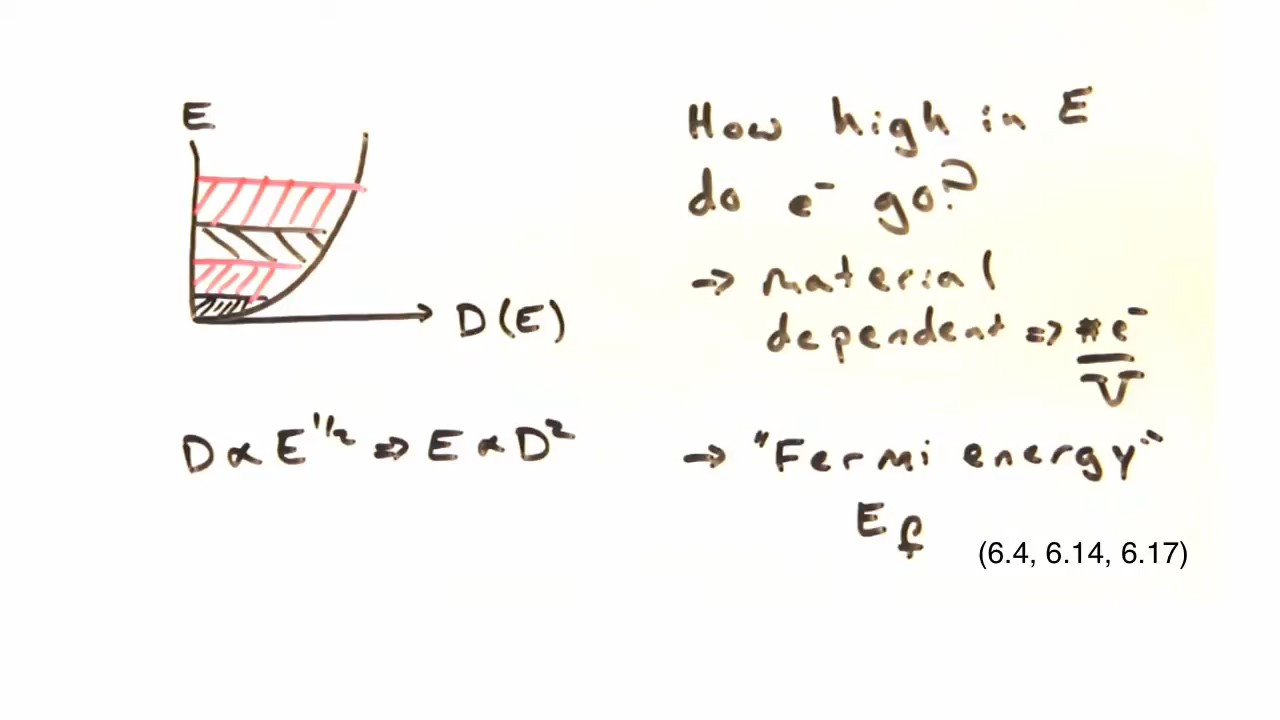 E
D(E)
D ∝ E^1/2 ⇒ E ∝ D^2
How high in E
do e⁻ go?
→ material
dependent ⇒ #e⁻/V
→ "Fermi energy"
E_f
(6.4, 6.14, 6.17)